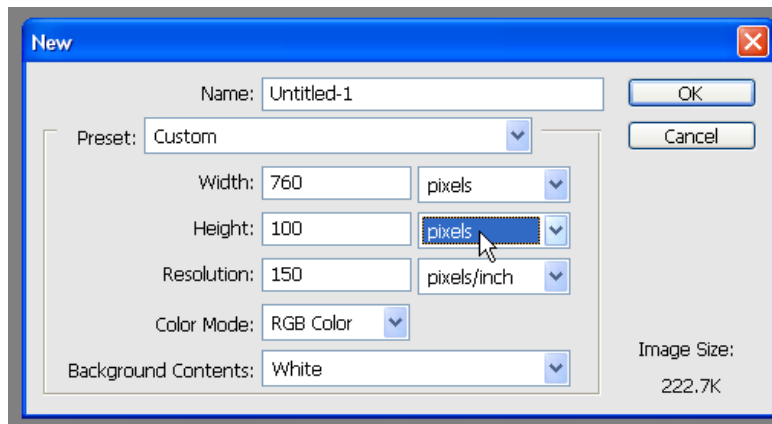 New
Name: Untitled-1
OK
Preset: Custom
Cancel
Width: 760 pixels
Height: 100 pixels
Resolution: 150 pixels/inch
Color Mode: RGB Color
Image Size:
Background Contents: White
222.7K